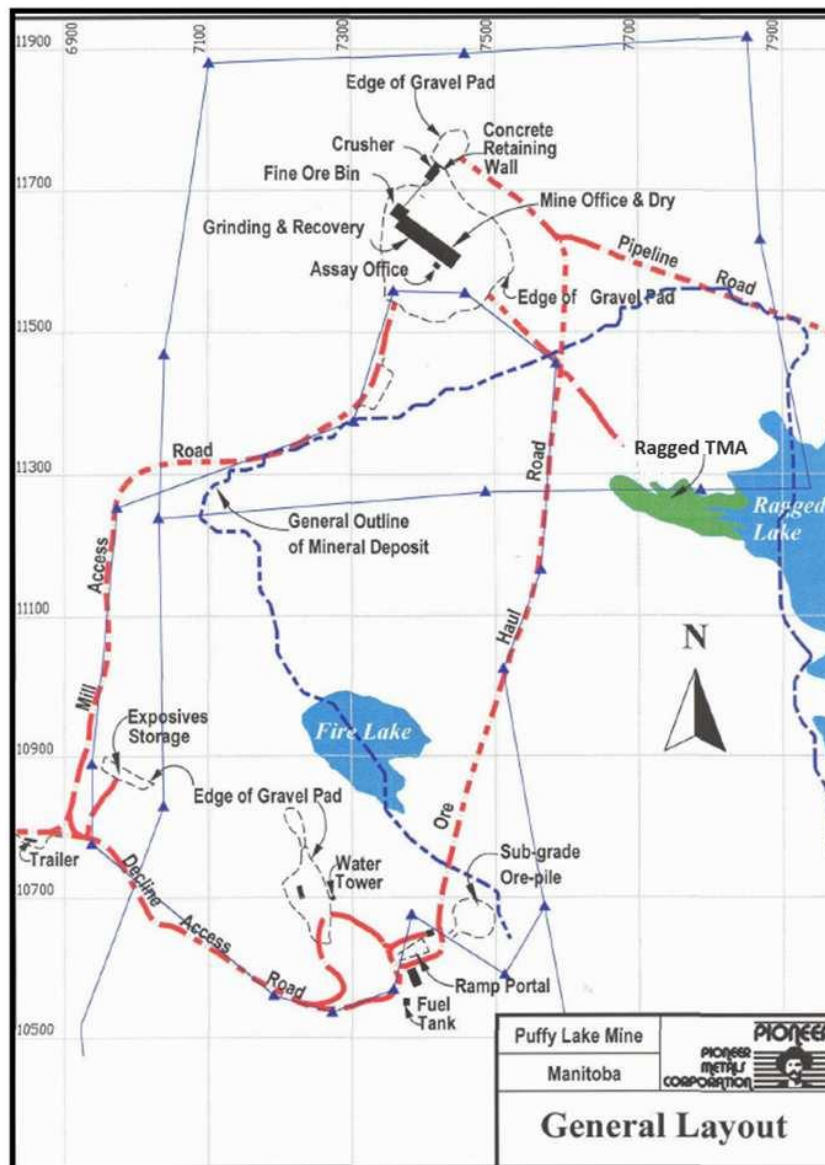 6900
7100
7300
7500
7700
7900
11900
11700
11500
11300
11100
10900
10700
10500
Edge of Gravel Pad
Crusher
Concrete
Retaining
Wall
Fine Ore Bin
Mine Office & Dry
Grinding & Recovery
Assay Office
Pipeline
Road
Edge of Gravel Pad
Road
Ragged TMA
Road
General Outline
of Mineral Deposit
Ragged
Lake
Access
Haul
N
Mill
Exposives
Storage
Fire Lake
Edge of Gravel Pad
Ore
Trailer
Decline
Water
Tower
Sub-grade
Ore-pile
Access
Road
Ramp Portal
Fuel
Tank
Puffy Lake Mine
Manitoba
PIONEER
PIONEER
METALS
CORPORATION
General Layout